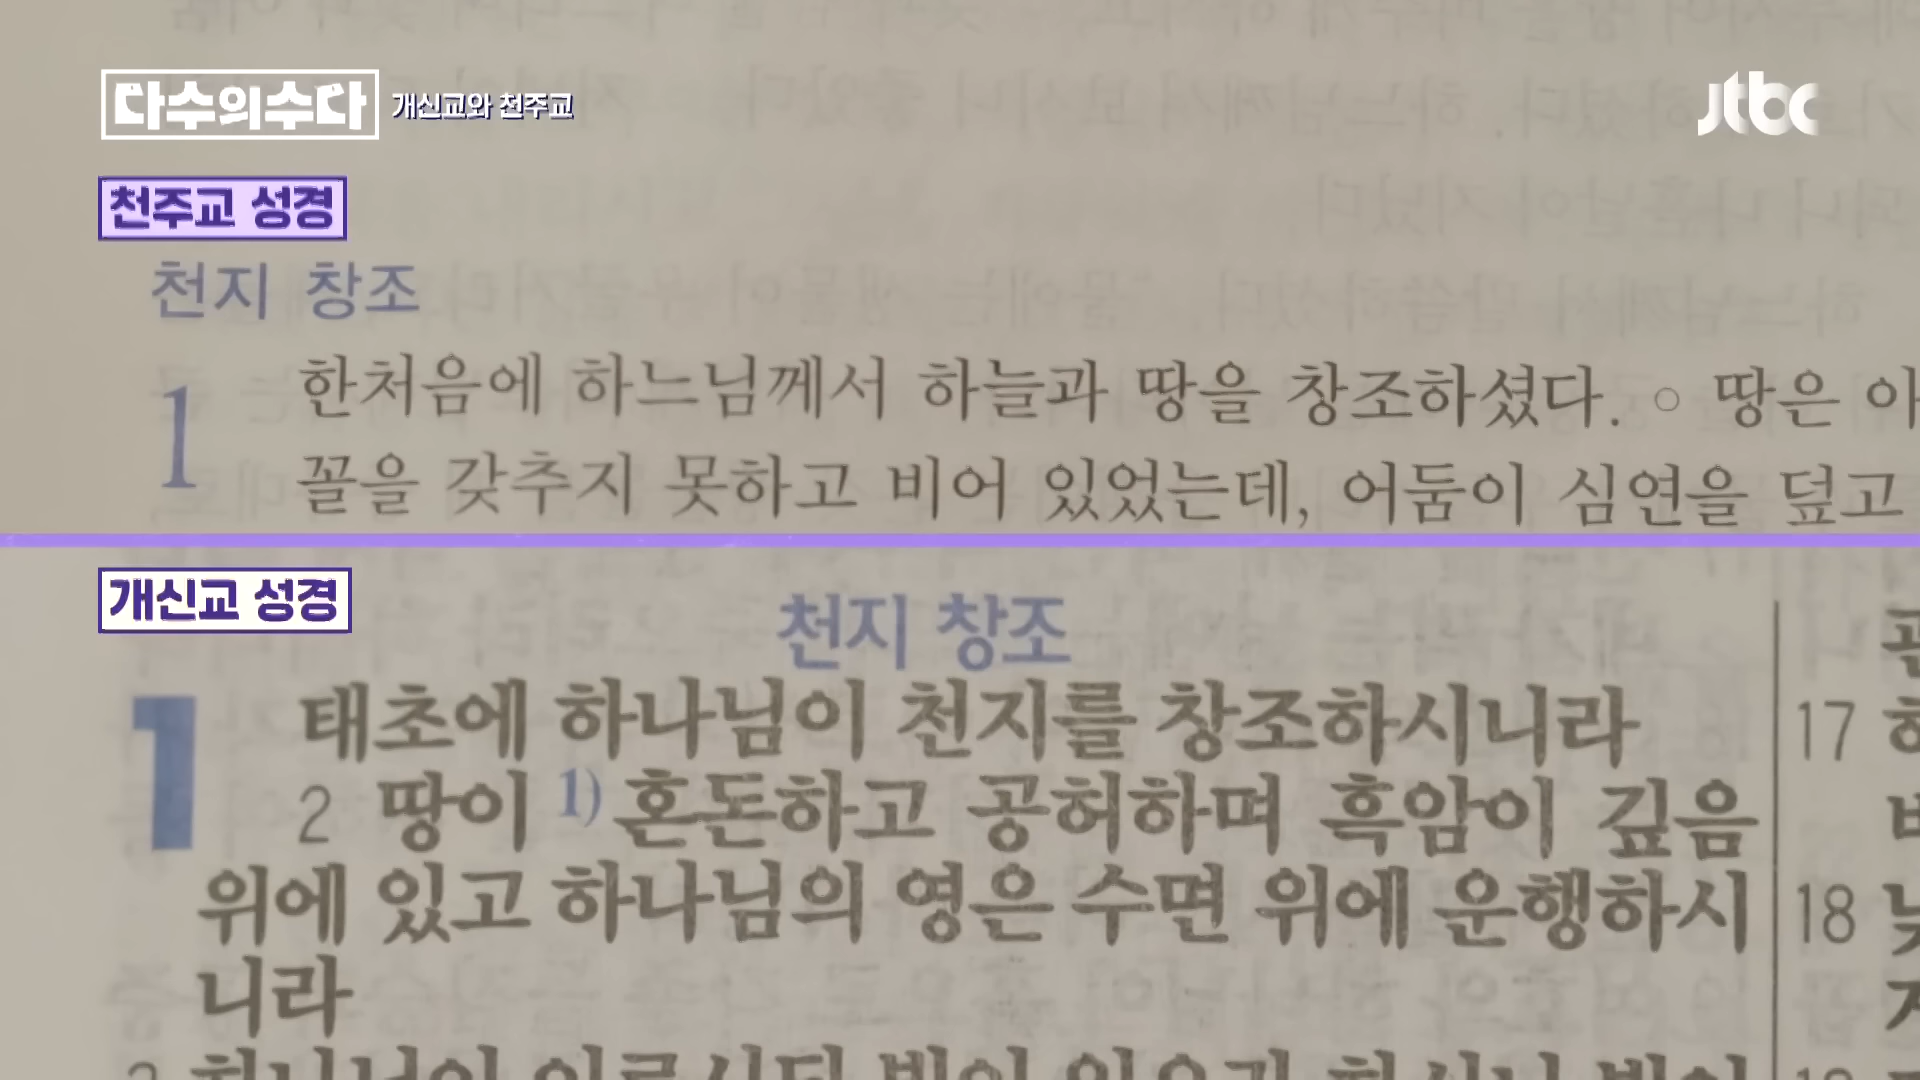 다수의수다 개신교와 천주교
jtbc
천주교 성경
천지 창조
1 한처음에 하느님께서 하늘과 땅을 창조하셨다. ○ 땅은 아
꼴을 갖추지 못하고 비어 있었는데, 어둠이 심연을 덮고
개신교 성경
천지 창조
1 태초에 하나님이 천지를 창조하시니라
2 땅이 1) 혼돈하고 공허하며 흑암이 깊음
위에 있고 하나님의 영은 수면 위에 운행하시
니라
17
18